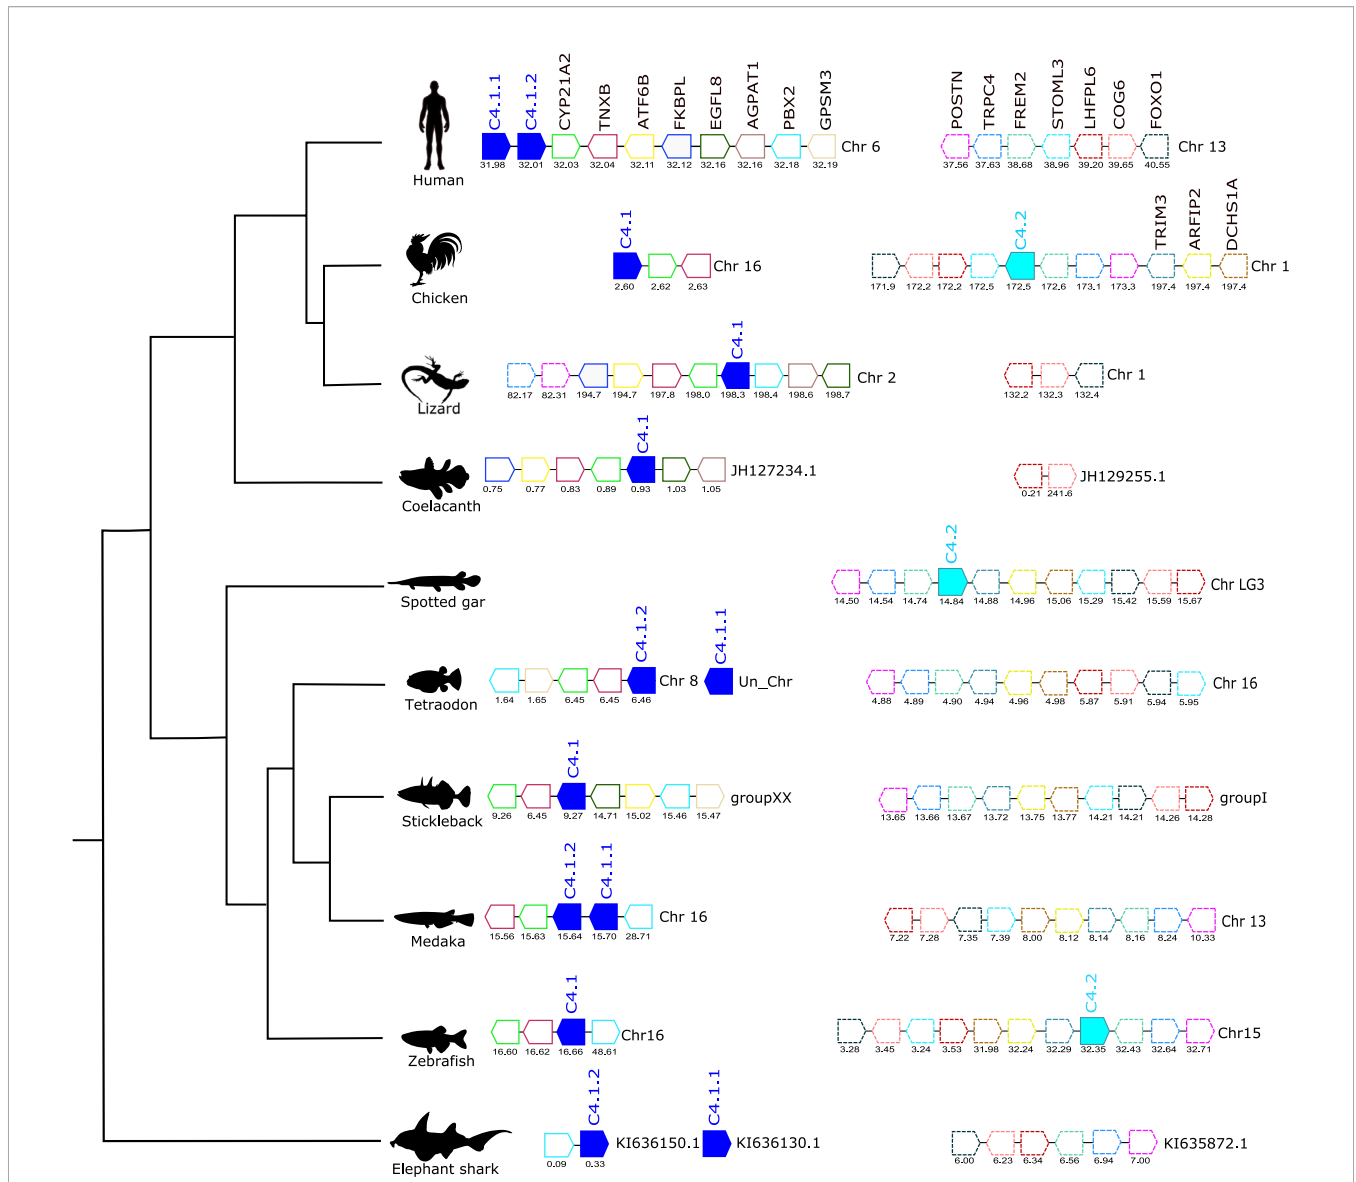 C4.1.1 C4.1.2 CYP21A2 TNXB ATF6B FKBPL EGFL8 AGPAT1 PBX2 GPSM3 POSTN TRPC4 FREM2 STOML3 LHFPL6 COG6 FOXO1
Chr 6 Chr 13
31.98 32.01 32.03 32.04 32.11 32.12 32.16 32.16 32.18 32.19 37.56 37.63 38.68 38.96 39.20 39.65 40.55
Human
C4.1 C4.2 TRIM3 ARFIP2 DCHS1A
Chr 16 Chr 1
2.60 2.62 2.63 171.9 172.2 172.2 172.5 172.5 172.6 173.1 173.3 197.4 197.4 197.4
Chicken
C4.1
Chr 2 Chr 1
82.17 82.31 194.7 194.7 197.8 198.0 198.3 198.4 198.6 198.7 132.2 132.3 132.4
Lizard
C4.1
JH127234.1 JH129255.1
0.75 0.77 0.83 0.89 0.93 1.03 1.05 0.21 241.6
Coelacanth
C4.2
Chr LG3
14.50 14.54 14.74 14.84 14.88 14.96 15.06 15.29 15.42 15.59 15.67
Spotted gar
C4.1.2 C4.1.1
Chr 8 Un_Chr Chr 16
1.64 1.65 6.45 6.45 6.46 4.88 4.89 4.90 4.94 4.96 4.98 5.87 5.91 5.94 5.95
Tetraodon
C4.1
groupXX groupI
9.26 6.45 9.27 14.71 15.02 15.46 15.47 13.65 13.66 13.67 13.72 13.75 13.77 14.21 14.21 14.26 14.28
Stickleback
C4.1.2 C4.1.1
Chr 16 Chr 13
15.56 15.63 15.64 15.70 28.71 7.22 7.28 7.35 7.39 8.00 8.12 8.14 8.16 8.24 10.33
Medaka
C4.1 C4.2
Chr16 Chr15
16.60 16.62 16.66 48.61 3.28 3.45 3.24 3.53 31.98 32.24 32.29 32.35 32.43 32.64 32.71
Zebrafish
C4.1.2 C4.1.1
KI636150.1 KI636130.1 KI635872.1
0.09 0.33 6.00 6.23 6.34 6.56 6.94 7.00
Elephant shark